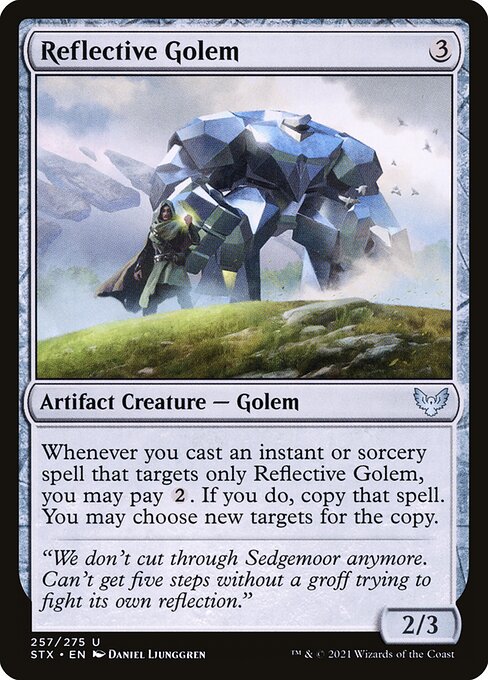 Reflective Golem 3
Artifact Creature — Golem
Whenever you cast an instant or sorcery
spell that targets only Reflective Golem,
you may pay 2. If you do, copy that spell.
You may choose new targets for the copy.
“We don’t cut through Sedgemoor anymore.
Can’t get five steps without a groff trying to
fight its own reflection.”
2/3
257/275 U
STX • EN Daniel Ljunggren
™ & © 2021 Wizards of the Coast